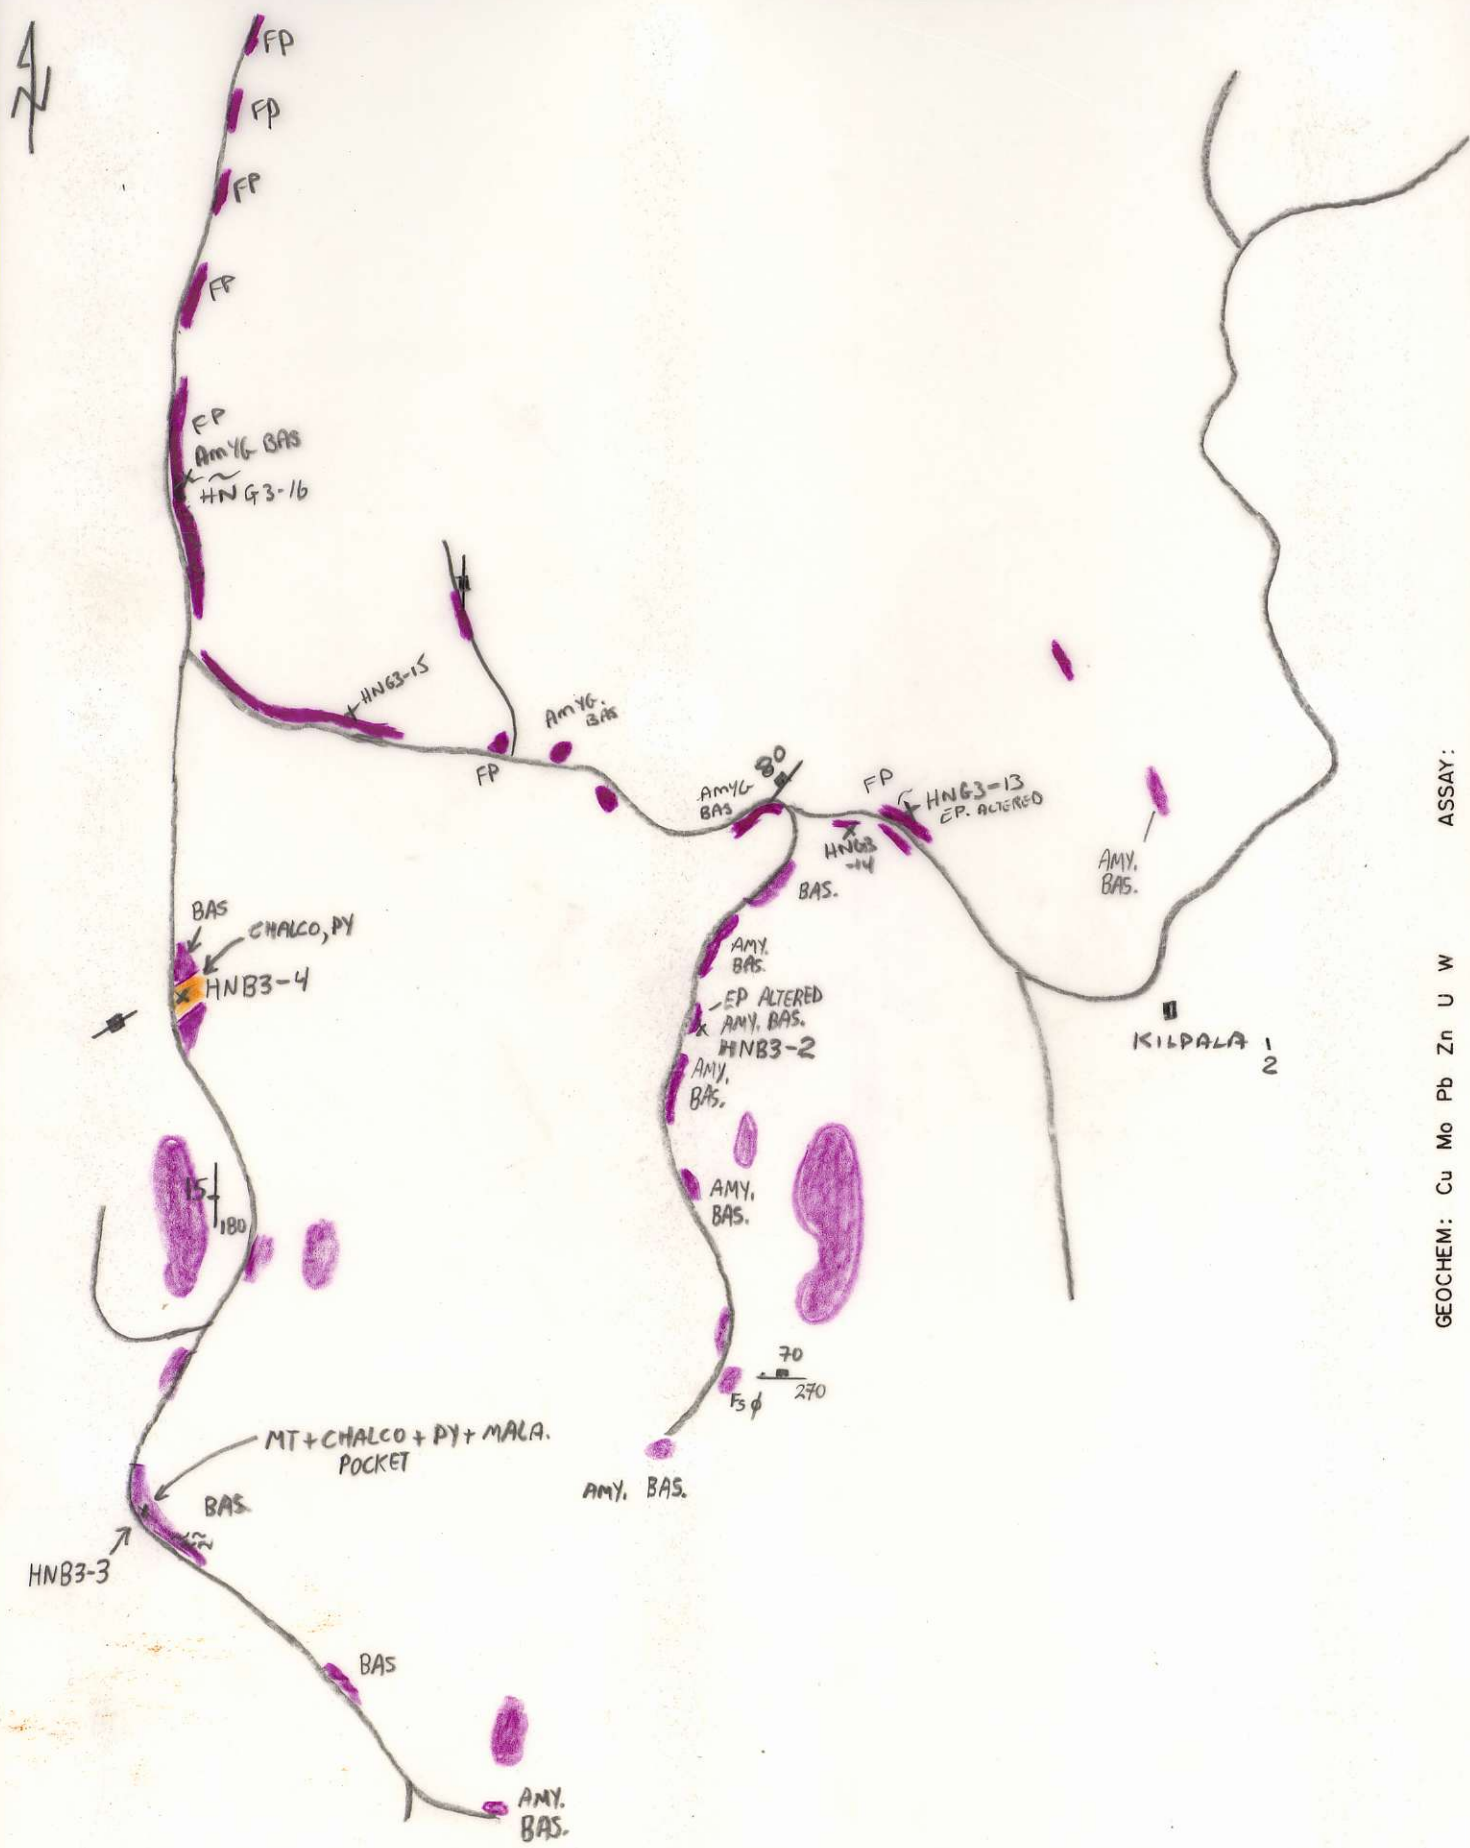 N
FP
FP
FP
FP
FP
AMYG BAS
HNG3-16
HNG3-15
AMYG.
BAS
FP
80
AMYG
BAS
FP
HNG3-13
EP. ALTERED
HNG3
-14
AMY.
BAS.
BAS.
BAS
CHALCO, PY
HNB3-4
AMY.
BAS.
EP ALTERED
AMY. BAS.
HNB3-2
AMY.
BAS.
KILPALA 1
2
15
180
AMY.
BAS.
70
270
FSϕ
MT + CHALCO + PY + MALA.
POCKET
BAS.
HNB3-3
AMY. BAS.
BAS
AMY.
BAS.
ASSAY:
GEOCHEM: Cu Mo Pb Zn U W